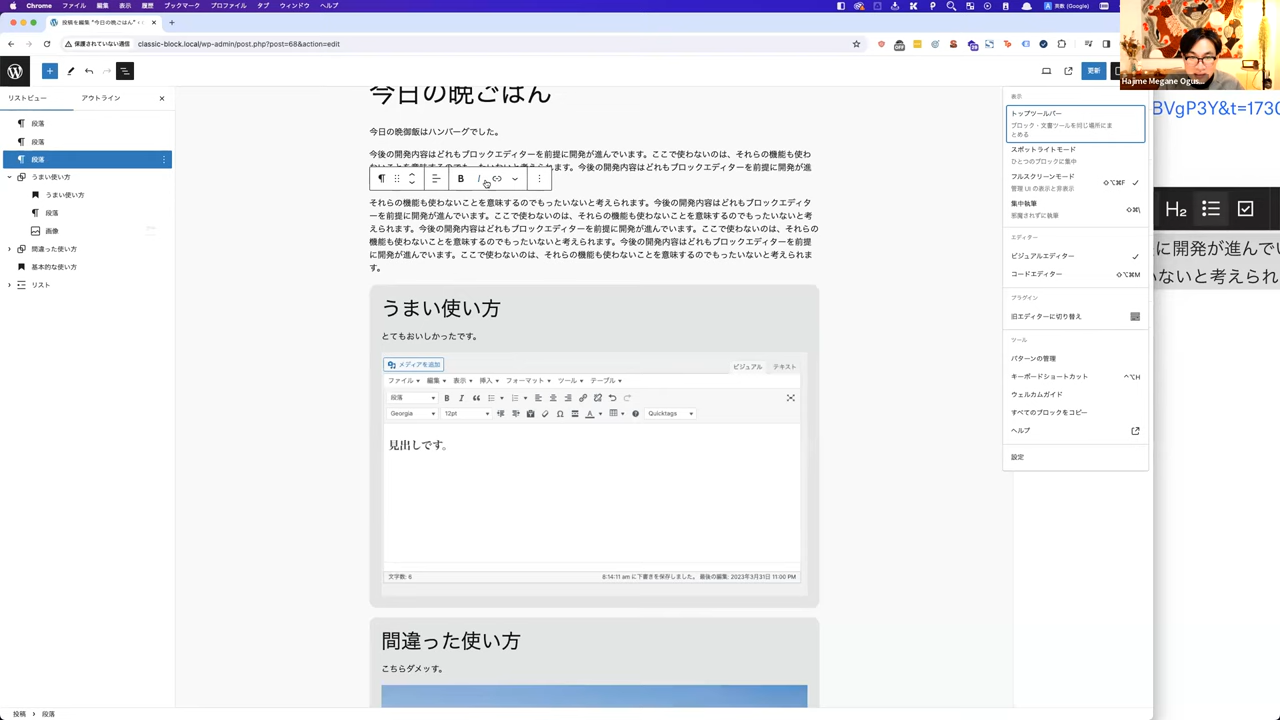 Chrome ファイル 編集 表示 履歴 ブックマーク プロファイル タブ ウィンドウ ヘルプ
英数 (Google)
投稿を編集 "今日の晩ごはん"
保護されていない通信 classic-block.local/wp-admin/post.php?post=68&action=edit
更新
Hajime Megane Ogus...
リストビュー アウトライン
段落
段落
段落
うまい使い方
うまい使い方
段落
画像
間違った使い方
基本的な使い方
リスト
今日の晩ごはん
今日の晩御飯はハンバーグでした。
今後の開発内容はどれもブロックエディターを前提に開発が進んでいます。ここで使わないのは、それらの機能も使わ
B I
それらの機能も使わないことを意味するのでもったいないと考えられます。今後の開発内容はどれもブロックエディタ
ーを前提に開発が進んでいます。ここで使わないのは、それらの機能も使わないことを意味するのでもったいないと考
えられます。今後の開発内容はどれもブロックエディターを前提に開発が進んでいます。ここで使わないのは、それらの
機能も使わないことを意味するのでもったいないと考えられます。今後の開発内容はどれもブロックエディターを前提
に開発が進んでいます。ここで使わないのは、それらの機能も使わないことを意味するのでもったいないと考えられま
す。
うまい使い方
とてもおいしかったです。
メディアを追加
ビジュアル テキスト
ファイル 編集 表示 挿入 フォーマット ツール テーブル
段落 B I
Georgia 12pt Quicktags
見出しです。
文字数: 6
8:14:11 am に下書きを保存しました。 最後の編集: 2023年3月31日 11:00 PM
間違った使い方
こちらダメッす。
表示
トップツールバー
ブロック・文書ツールを同じ場所にま
とめる
スポットライトモード
ひとつのブロックに集中
フルスクリーンモード ⇧⌥⌘F
管理 UI の表示と非表示
集中執筆 ⇧⌘\
邪魔されずに執筆
エディター
ビジュアルエディター
コードエディター ⇧⌥⌘M
プラグイン
旧エディターに切り替え
ツール
パターンの管理
キーボードショートカット ⌃⌥H
ウェルカムガイド
すべてのブロックをコピー
ヘルプ
設定
BVgP3Y&t=1730
H2
に開発が進んでい
いないと考えられ
投稿 › 段落